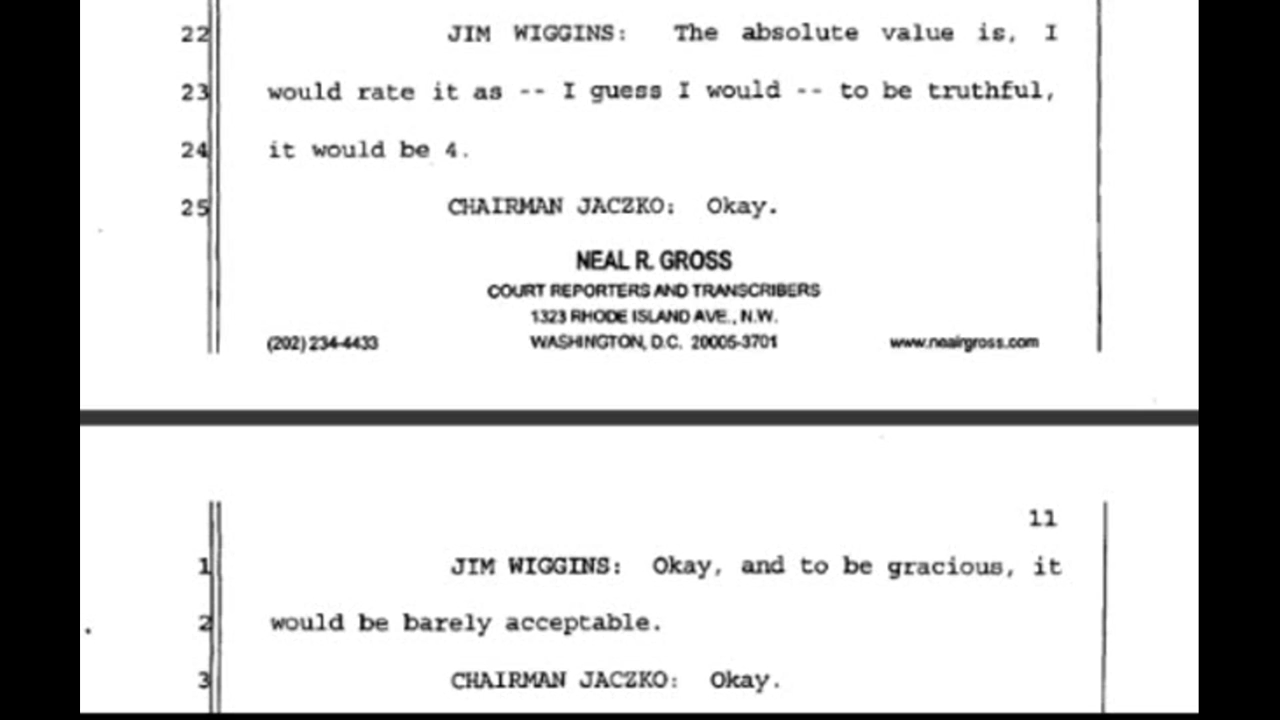 22 JIM WIGGINS: The absolute value is, I
23 would rate it as -- I guess I would -- to be truthful,
24 it would be 4.
25 CHAIRMAN JACZKO: Okay.
NEAL R. GROSS
COURT REPORTERS AND TRANSCRIBERS
1323 RHODE ISLAND AVE., N.W.
(202) 234-4433 WASHINGTON, D.C. 20005-3701 www.nealrgross.com
11
1 JIM WIGGINS: Okay, and to be gracious, it
2 would be barely acceptable.
3 CHAIRMAN JACZKO: Okay.